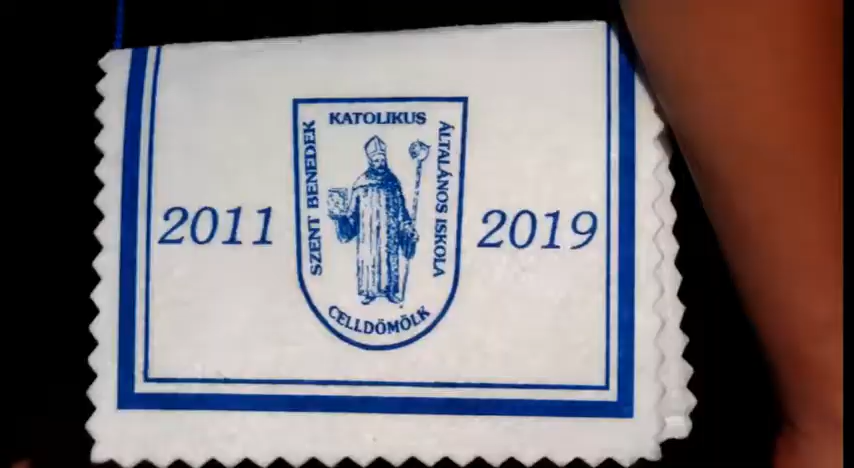 KATOLIKUS
SZENT BENEDEK
ÁLTALÁNOS ISKOLA
2011
2019
CELLDÖMÖLK